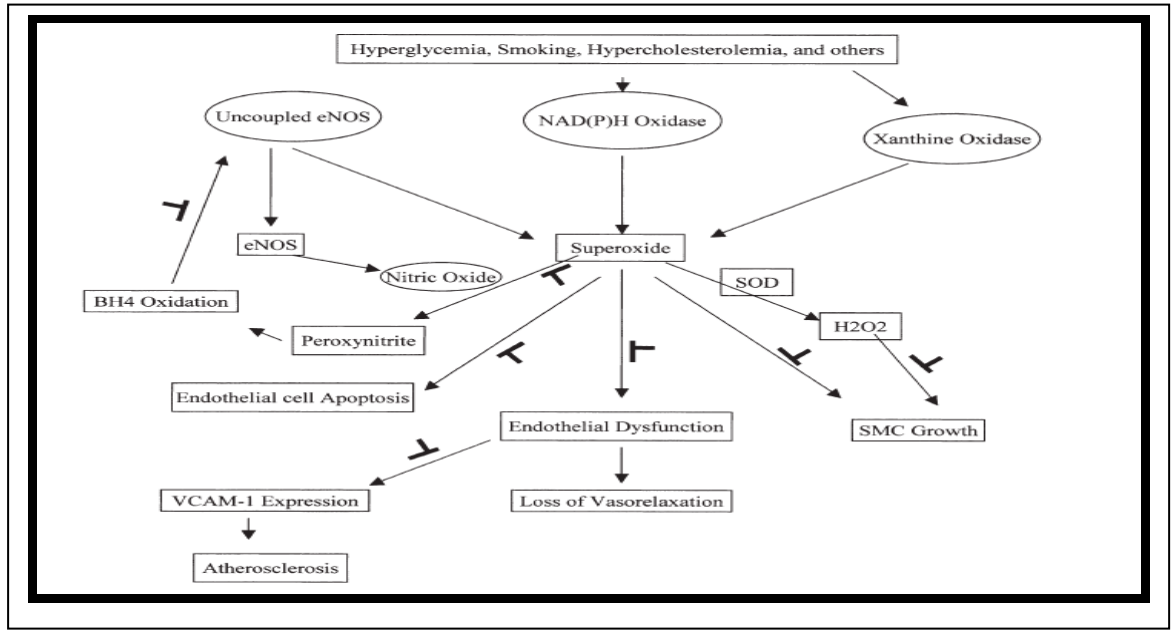 Hyperglycemia, Smoking, Hypercholesterolemia, and others
Uncoupled eNOS
NAD(P)H Oxidase
Xanthine Oxidase
eNOS
Superoxide
Nitric Oxide
SOD
BH4 Oxidation
H2O2
Peroxynitrite
Endothelial cell Apoptosis
Endothelial Dysfunction
SMC Growth
VCAM-1 Expression
Loss of Vasorelaxation
Atherosclerosis